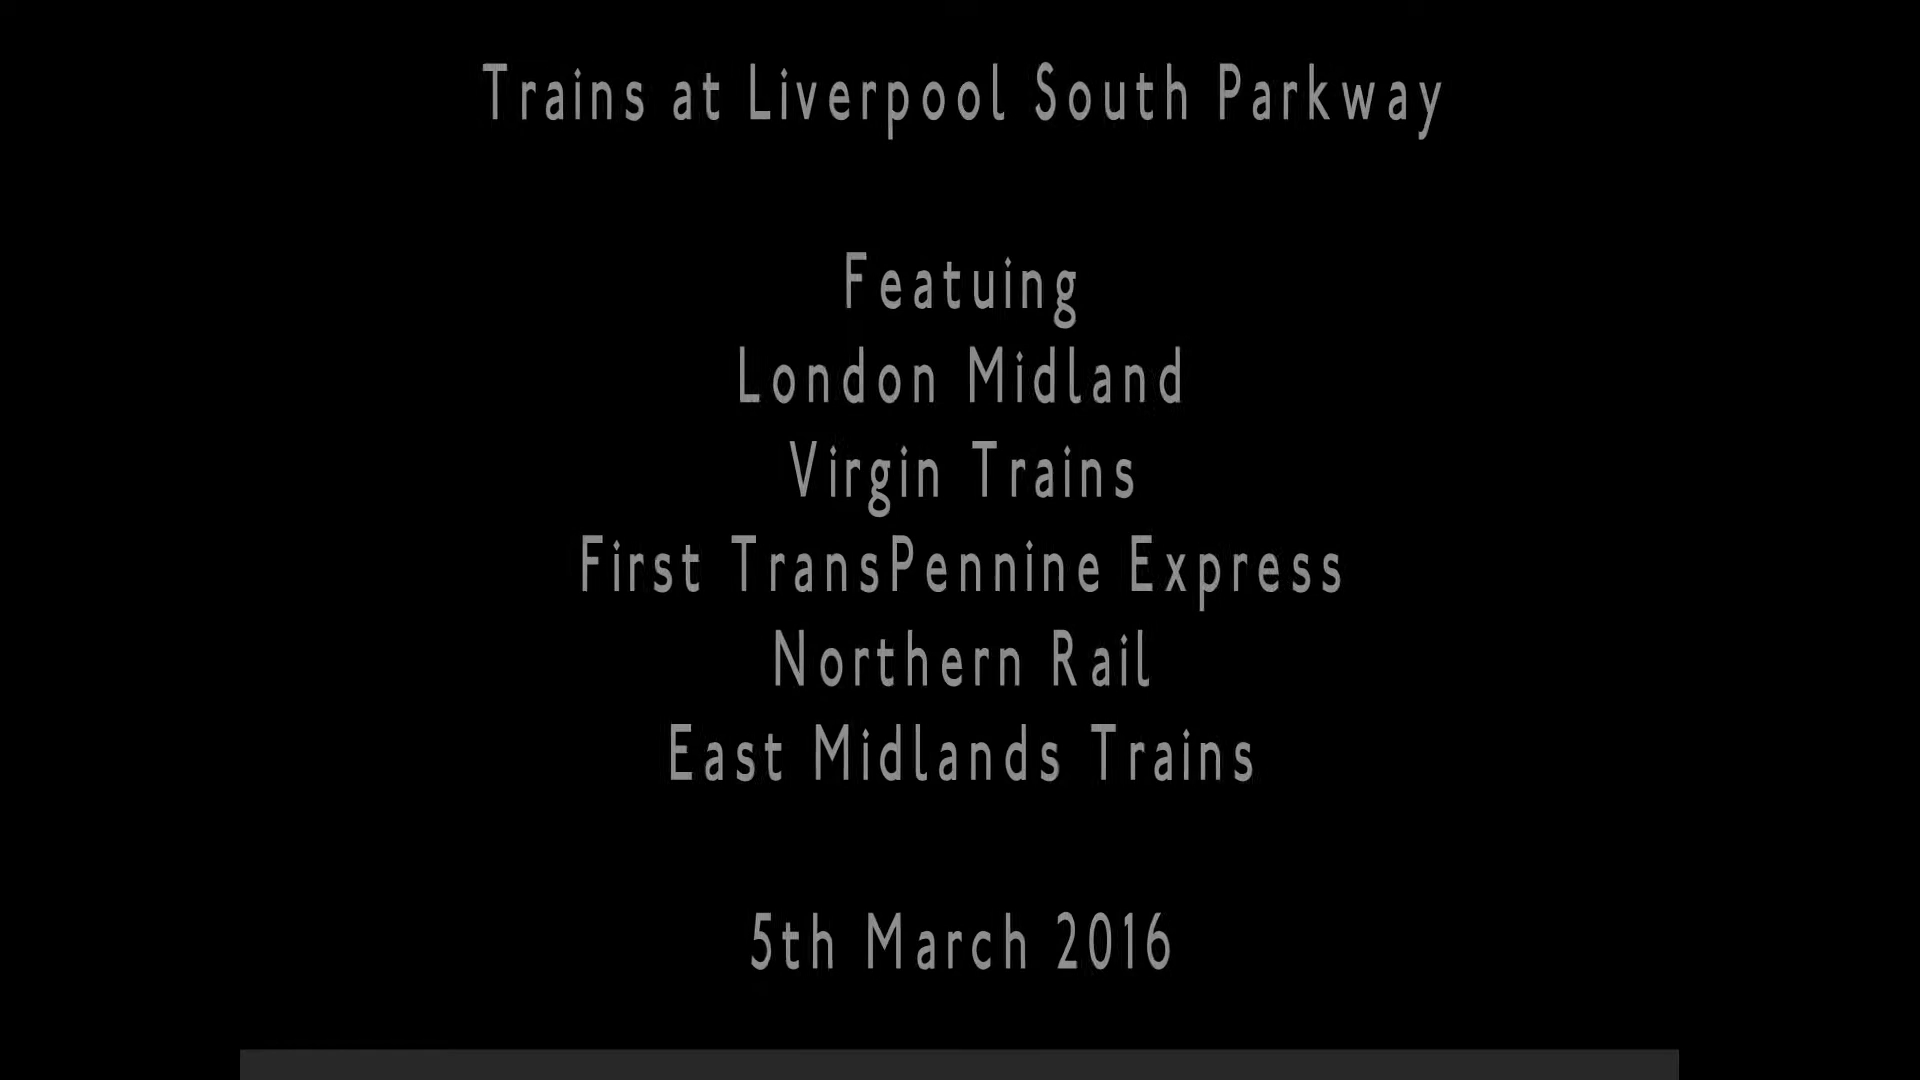 Trains at Liverpool South Parkway
Featuing
London Midland
Virgin Trains
First TransPennine Express
Northern Rail
East Midlands Trains
5th March 2016